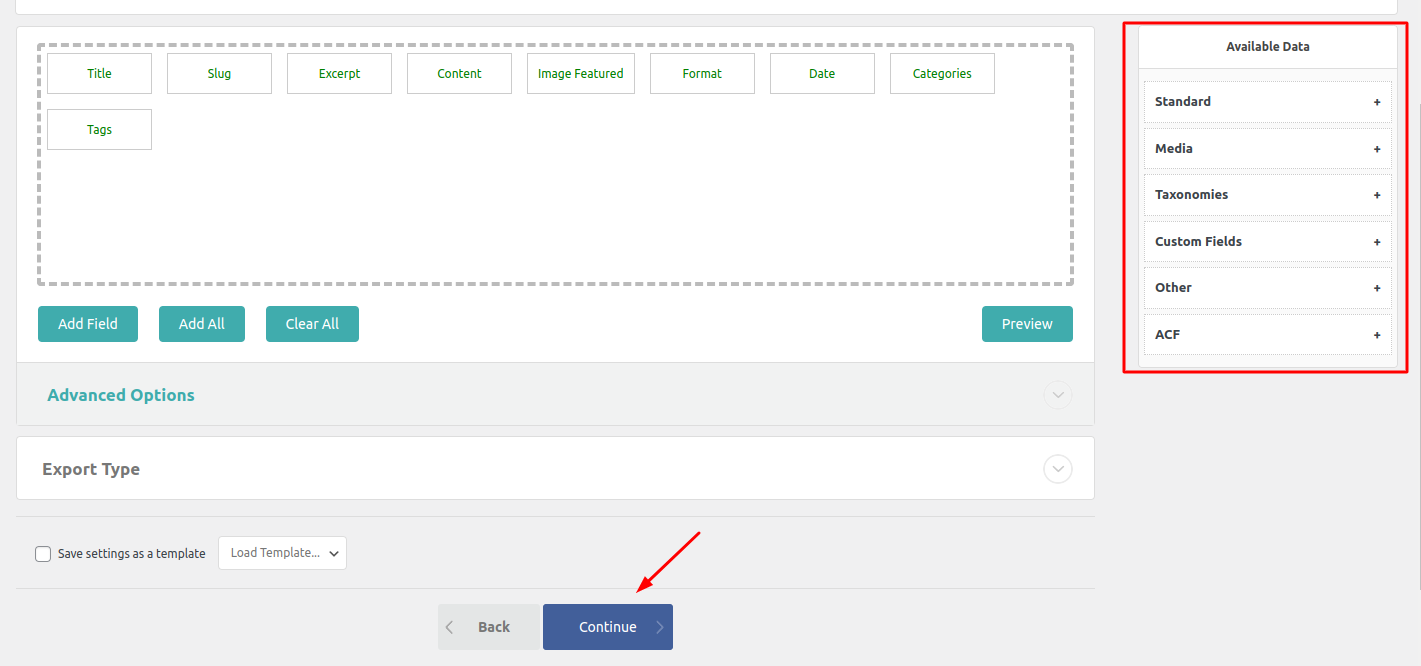 Title
Slug
Excerpt
Content
Image Featured
Format
Date
Categories
Tags
Add Field
Add All
Clear All
Preview
Advanced Options
Export Type
Save settings as a template
Load Template...
Back
Continue
Available Data
Standard +
Media +
Taxonomies +
Custom Fields +
Other +
ACF +